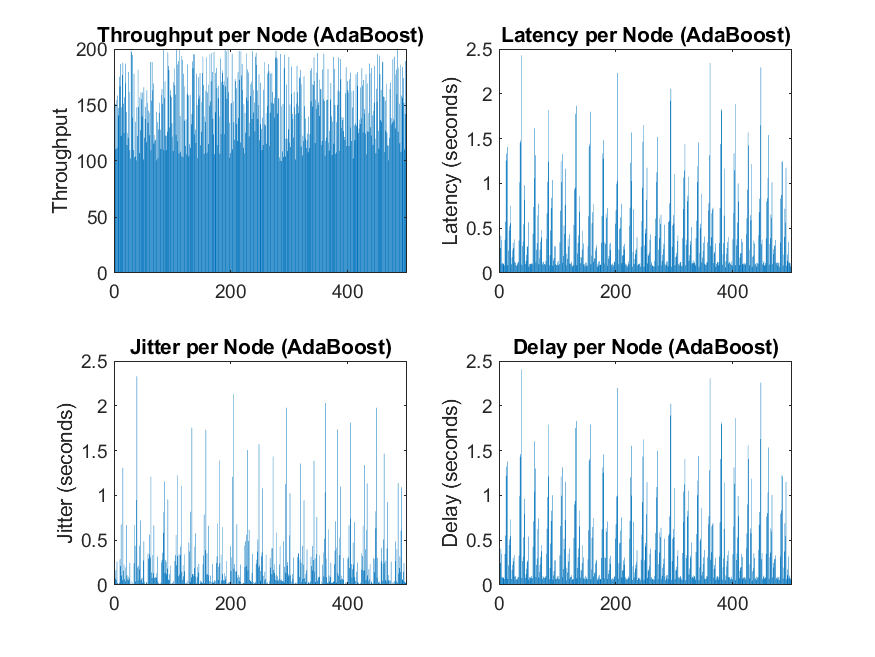 Throughput per Node (AdaBoost)
200
150
100
50
0
Throughput
0 200 400
Latency per Node (AdaBoost)
2.5
2
1.5
1
0.5
0
Latency (seconds)
0 200 400
Jitter per Node (AdaBoost)
2.5
2
1.5
1
0.5
0
Jitter (seconds)
0 200 400
Delay per Node (AdaBoost)
2.5
2
1.5
1
0.5
0
Delay (seconds)
0 200 400